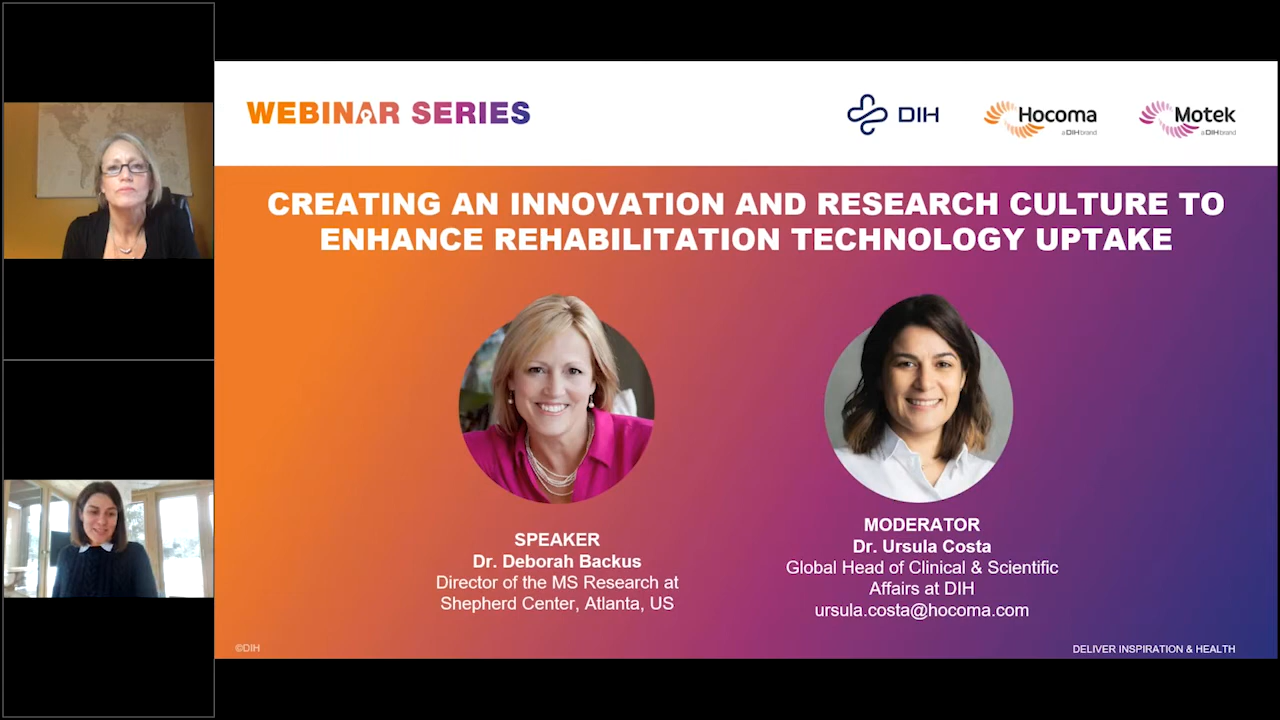 WEBINAR SERIES
DIH
Hocoma
a DIH brand
Motek
a DIH brand
CREATING AN INNOVATION AND RESEARCH CULTURE TO
ENHANCE REHABILITATION TECHNOLOGY UPTAKE
SPEAKER
Dr. Deborah Backus
Director of the MS Research at
Shepherd Center, Atlanta, US
MODERATOR
Dr. Ursula Costa
Global Head of Clinical & Scientific
Affairs at DIH
ursula.costa@hocoma.com
©DIH
DELIVER INSPIRATION & HEALTH